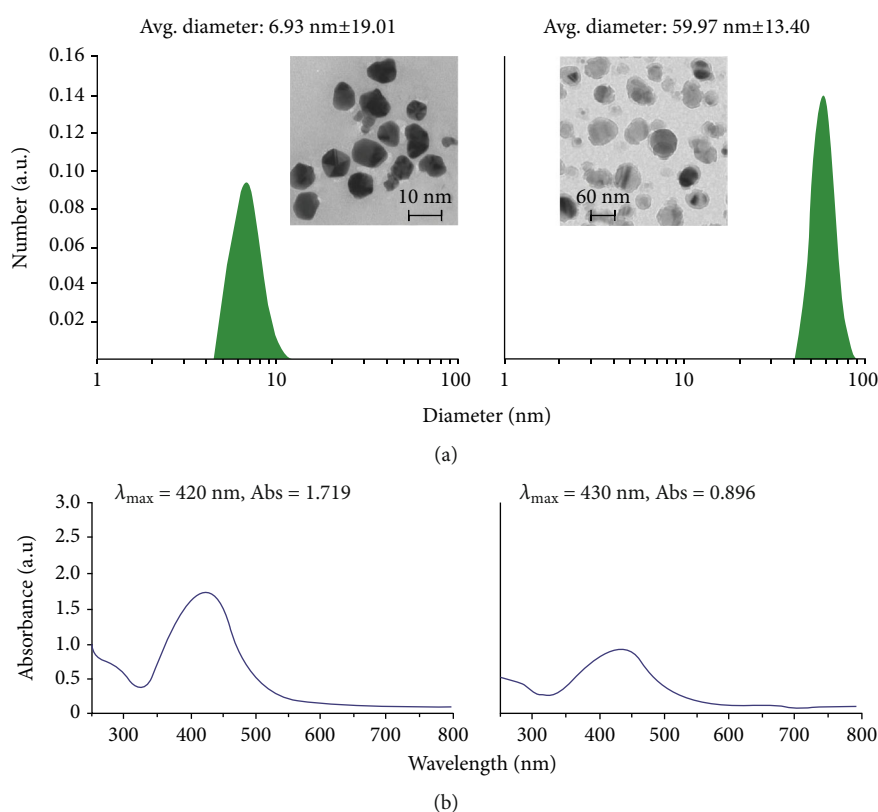 Avg. diameter: 6.93 nm±19.01
Avg. diameter: 59.97 nm±13.40
Number (a.u.)
0.16
0.14
0.12
0.10
0.08
0.06
0.04
0.02
10 nm
60 nm
1 10 100
1 10 100
Diameter (nm)
(a)
λmax = 420 nm, Abs = 1.719
λmax = 430 nm, Abs = 0.896
Absorbance (a.u)
3.0
2.5
2.0
1.5
1.0
0.5
0
300 400 500 600 700 800
300 400 500 600 700 800
Wavelength (nm)
(b)